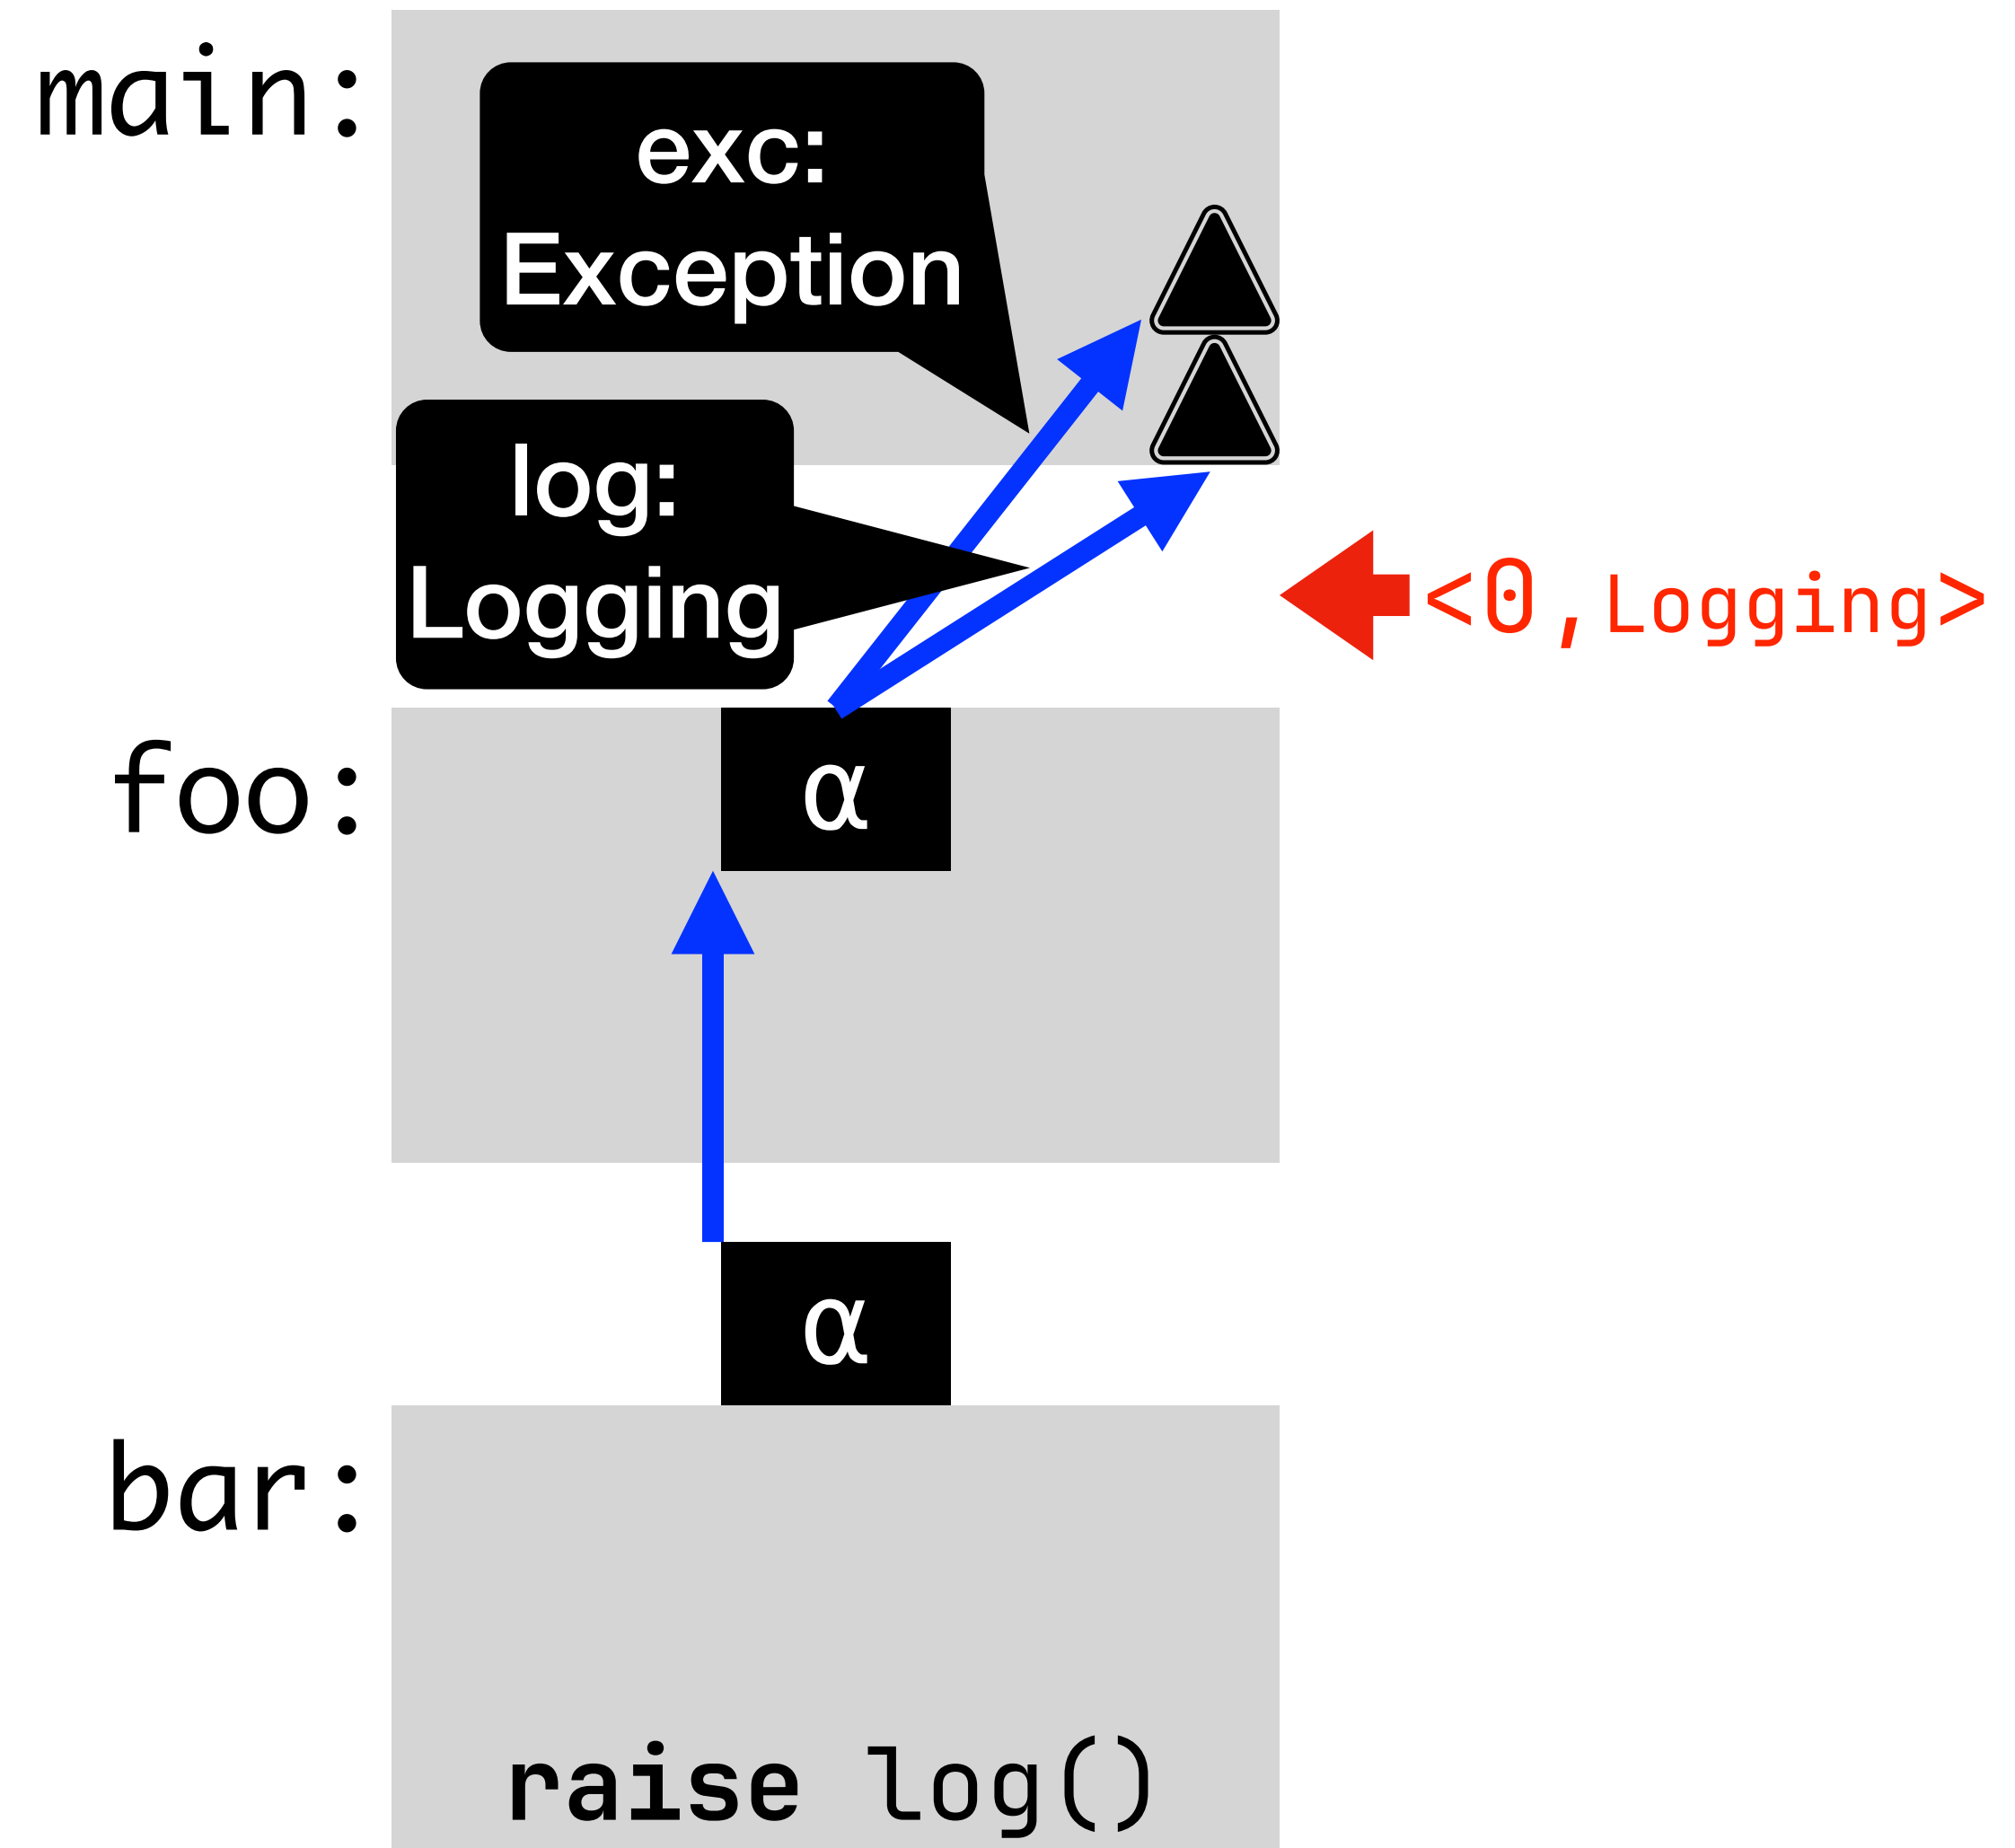 main:
exc:
Exception
log:
Logging
<0,Logging>
foo:
α
α
bar:
raise log()